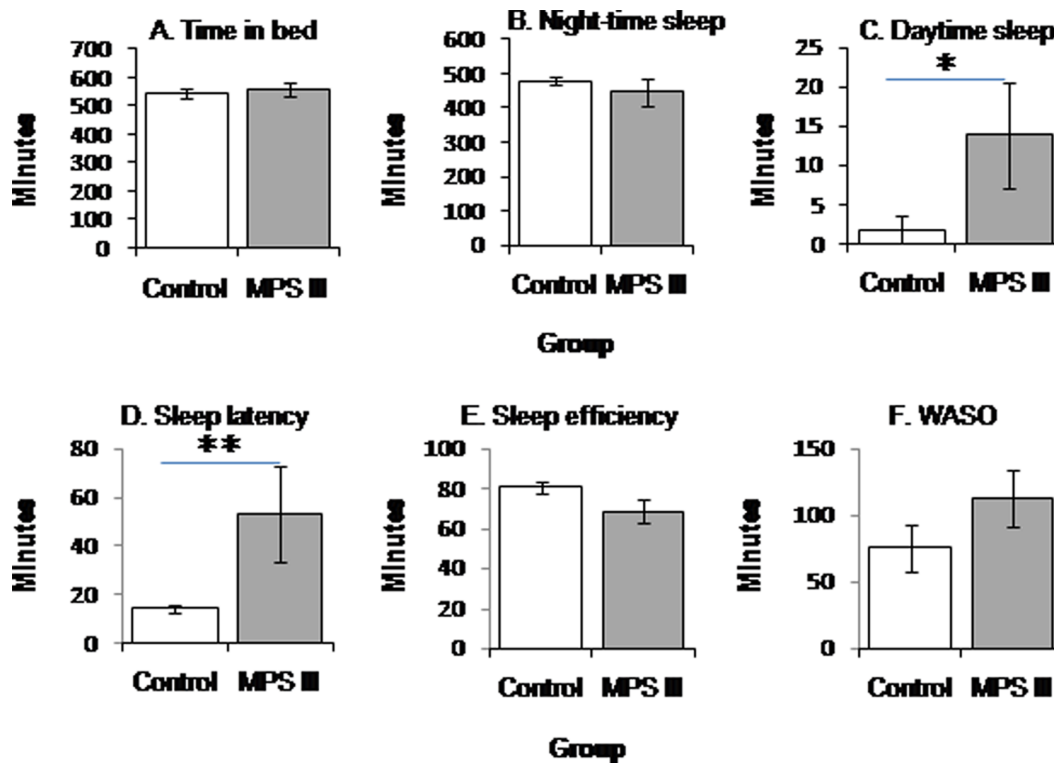 A. Time in bed
700
600
500
400
300
200
100
0
Minutes
Control MPS III
B. Night-time sleep
600
500
400
300
200
100
0
Minutes
Control MPS III
C. Daytime sleep
*
25
20
15
10
5
0
Minutes
Control MPS III
Group
D. Sleep latency
**
80
60
40
20
0
Minutes
Control MPS III
E. Sleep efficiency
100
80
60
40
20
0
Minutes
Control MPS III
F. WASO
150
100
50
0
Minutes
Control MPS III
Group